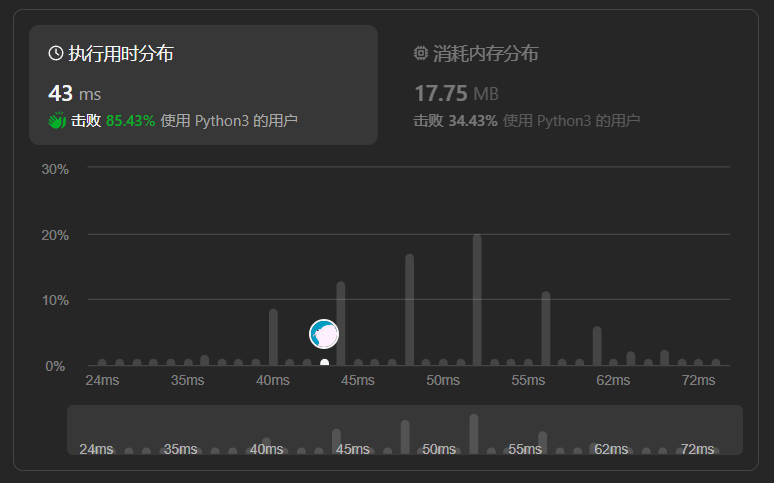 执行用时分布
43 ms
击败 85.43% 使用 Python3 的用户
消耗内存分布
17.75 MB
击败 34.43% 使用 Python3 的用户
30%
20%
10%
0%
24ms 35ms 40ms 45ms 50ms 55ms 62ms 72ms
24ms 35ms 40ms 45ms 50ms 55ms 62ms 72ms